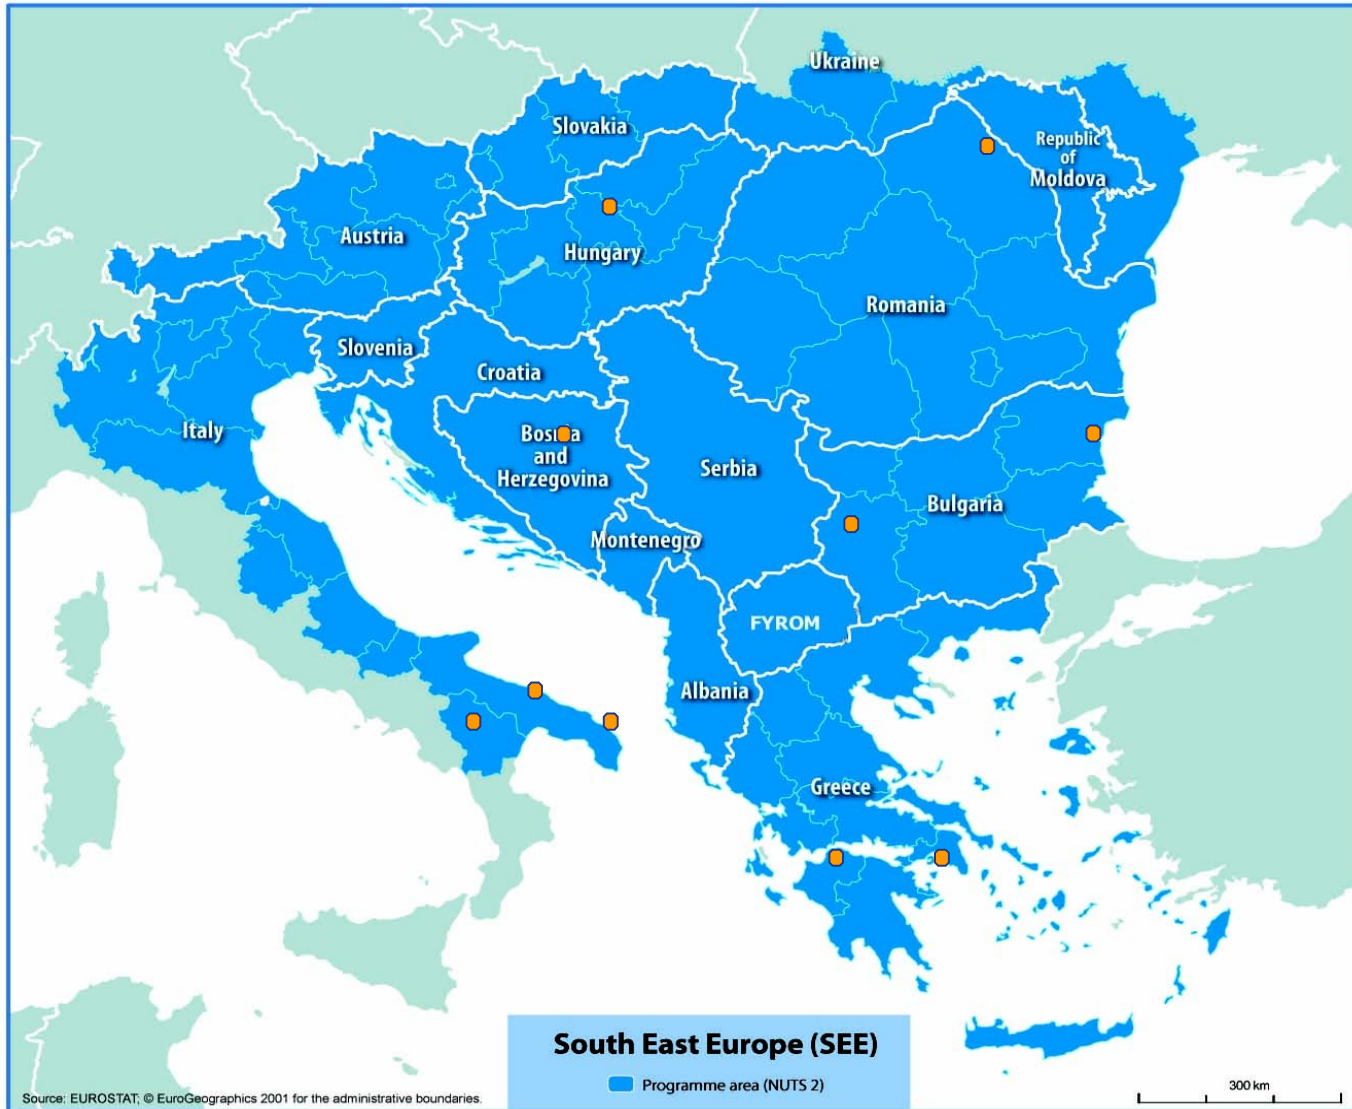 Ukraine
Slovakia
Republic
of
Moldova
Austria
Hungary
Romania
Slovenia
Croatia
Italy
Bosnia
and
Herzegovina
Serbia
Bulgaria
Montenegro
FYROM
Albania
Greece
South East Europe (SEE)
Programme area (NUTS 2)
300 km
Source: EUROSTAT; © EuroGeographics 2001 for the administrative boundaries.